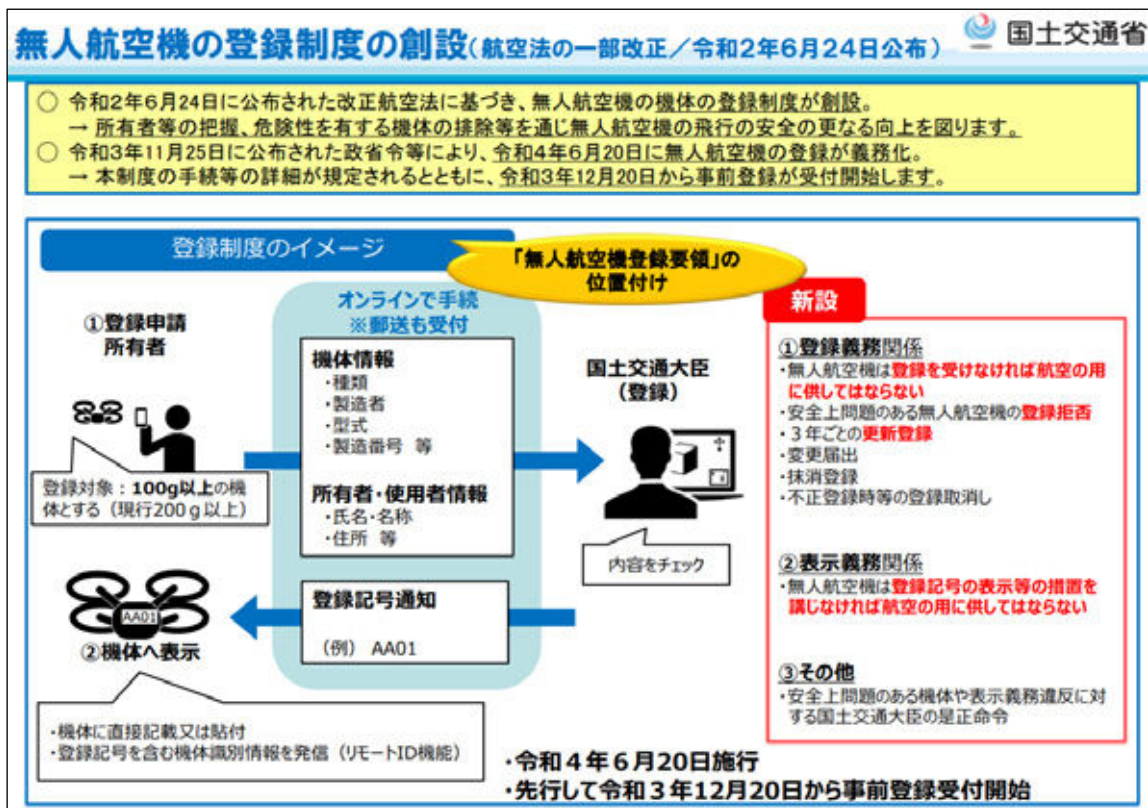 無人航空機の登録制度の創設(航空法の一部改正/令和2年6月24日公布)
国土交通省
○ 令和2年6月24日に公布された改正航空法に基づき、無人航空機の機体の登録制度が創設。
→ 所有者等の把握、危険性を有する機体の排除等を通じ無人航空機の飛行の安全の更なる向上を図ります。
○ 令和3年11月25日に公布された政省令等により、令和4年6月20日に無人航空機の登録が義務化。
→ 本制度の手続等の詳細が規定されるとともに、令和3年12月20日から事前登録が受付開始します。
登録制度のイメージ
「無人航空機登録要領」の
位置付け
①登録申請
所有者
登録対象:100g以上の機
体とする(現行200g以上)
オンラインで手続
※郵送も受付
機体情報
・種類
・製造者
・型式
・製造番号 等
所有者・使用者情報
・氏名・名称
・住所 等
国土交通大臣
(登録)
内容をチェック
登録記号通知
(例) AA01
AA01
②機体へ表示
・機体に直接記載又は貼付
・登録記号を含む機体識別情報を発信(リモートID機能)
新設
①登録義務関係
・無人航空機は登録を受けなければ航空の用
に供してはならない
・安全上問題のある無人航空機の登録拒否
・3年ごとの更新登録
・変更届出
・抹消登録
・不正登録時等の登録取消し
②表示義務関係
・無人航空機は登録記号の表示等の措置を
講じなければ航空の用に供してはならない
③その他
・安全上問題のある機体や表示義務違反に対
する国土交通大臣の是正命令
・令和4年6月20日施行
・先行して令和3年12月20日から事前登録受付開始